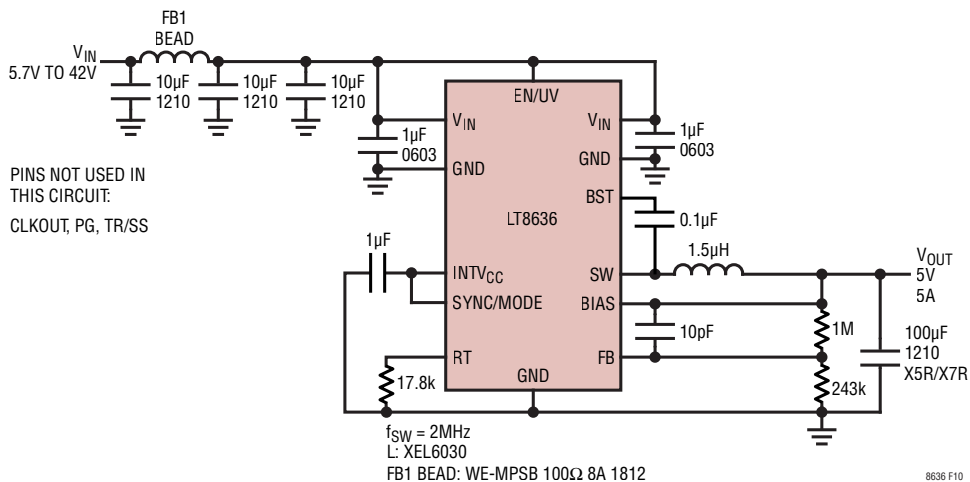 FB1
BEAD
VIN
5.7V TO 42V
10µF
1210
10µF
1210
10µF
1210
EN/UV
VIN
VIN
1µF
0603
1µF
0603
GND
GND
PINS NOT USED IN
THIS CIRCUIT:
CLKOUT, PG, TR/SS
BST
LT8636
0.1µF
1µF
1.5µH
VOUT
5V
5A
INTVCC
SW
SYNC/MODE
BIAS
10pF
1M
100µF
1210
X5R/X7R
RT
FB
GND
17.8k
243k
fSW = 2MHz
L: XEL6030
FB1 BEAD: WE-MPSB 100Ω 8A 1812
8636 F10